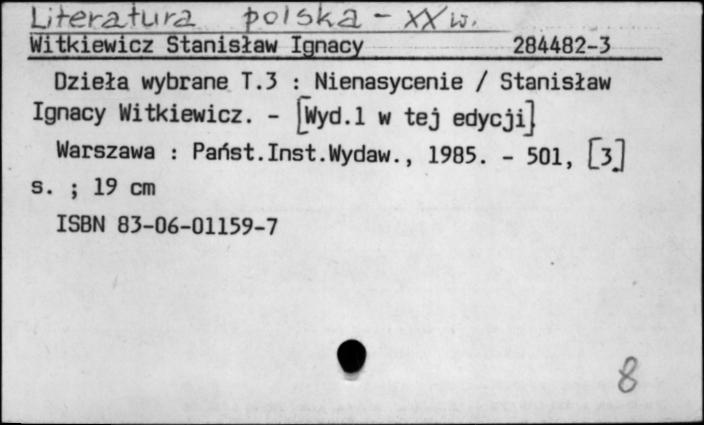 Literatura polska - XX w.
Witkiewicz Stanisław Ignacy 284482-3
Dzieła wybrane T.3 : Nienasycenie / Stanisław
Ignacy Witkiewicz. - [Wyd.1 w tej edycji]
Warszawa : Państ.Inst.Wydaw., 1985. - 501, [3]
s. ; 19 cm
ISBN 83-06-01159-7
8